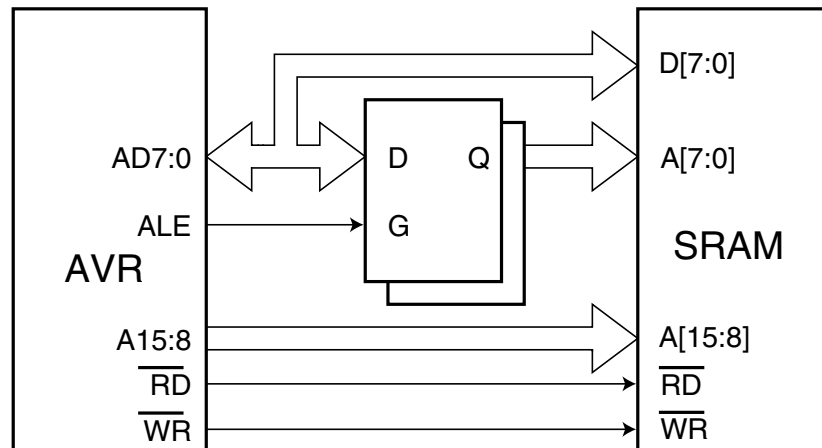 D[7:0]
AD7:0
D
Q
A[7:0]
ALE
G
AVR
SRAM
A15:8
A[15:8]
RD
RD
WR
WR